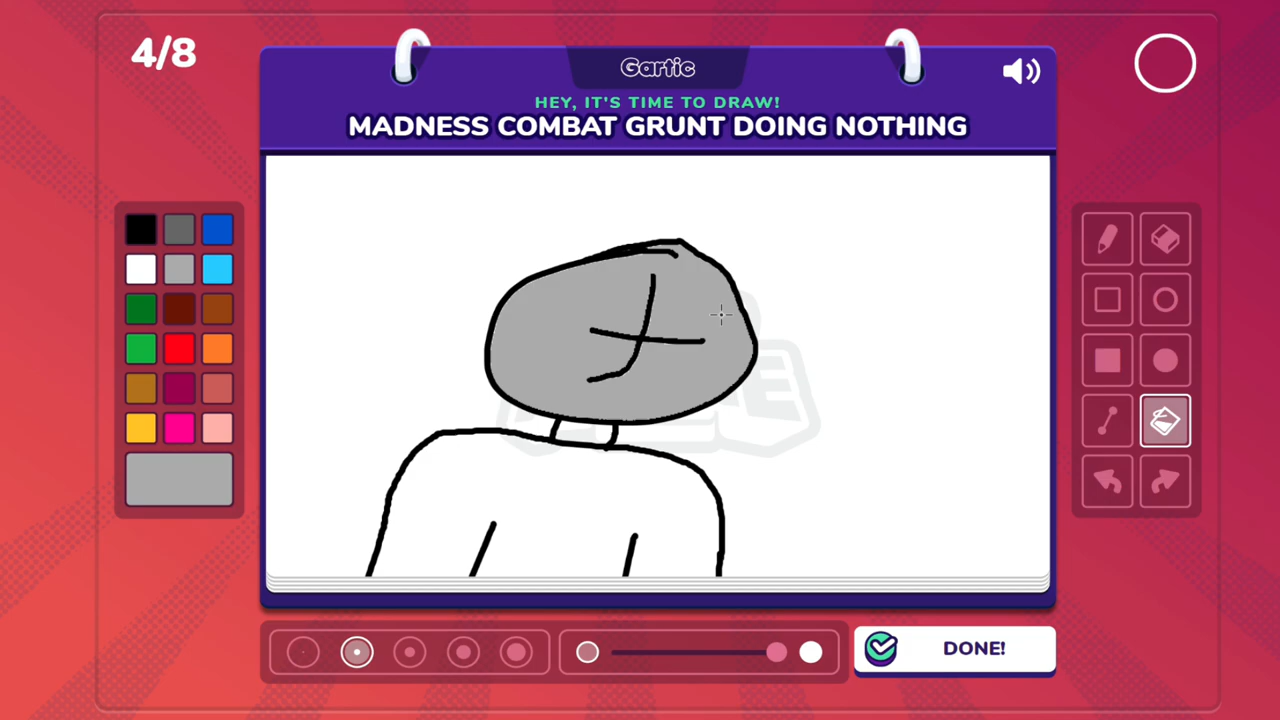 4/8
Gartic
HEY, IT'S TIME TO DRAW!
MADNESS COMBAT GRUNT DOING NOTHING
DONE!